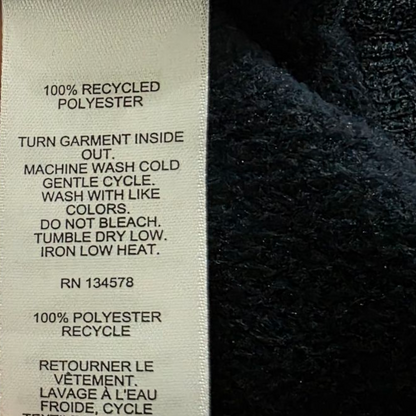 100% RECYCLED
POLYESTER
TURN GARMENT INSIDE
OUT.
MACHINE WASH COLD
GENTLE CYCLE.
WASH WITH LIKE
COLORS.
DO NOT BLEACH.
TUMBLE DRY LOW.
IRON LOW HEAT.
RN 134578
100% POLYESTER
RECYCLE
RETOURNER LE
VÊTEMENT.
LAVAGE À L'EAU
FROIDE, CYCLE